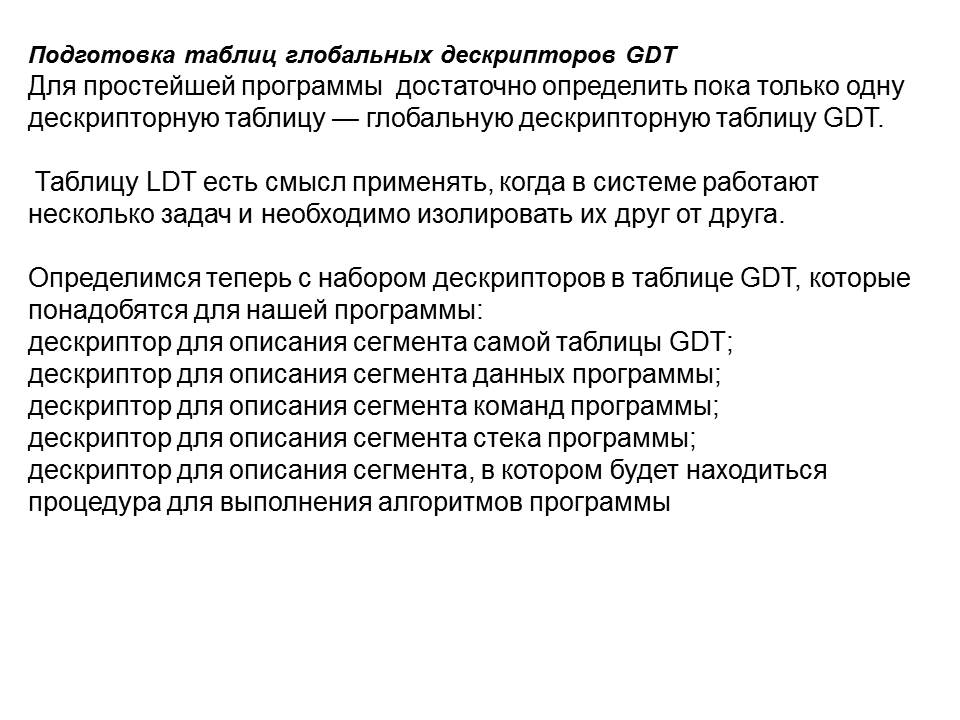 Подготовка таблиц глобальных дескрипторов GDT
Для простейшей программы  достаточно определить пока только одну
дескрипторную таблицу — глобальную дескрипторную таблицу GDT.
Таблицу LDT есть смысл применять, когда в системе работают
несколько задач и необходимо изолировать их друг от друга.
Определимся теперь с набором дескрипторов в таблице GDT, которые
понадобятся для нашей программы:
дескриптор для описания сегмента самой таблицы GDT;
дескриптор для описания сегмента данных программы;
дескриптор для описания сегмента команд программы;
дескриптор для описания сегмента стека программы;
дескриптор для описания сегмента, в котором будет находиться
процедура для выполнения алгоритмов программы